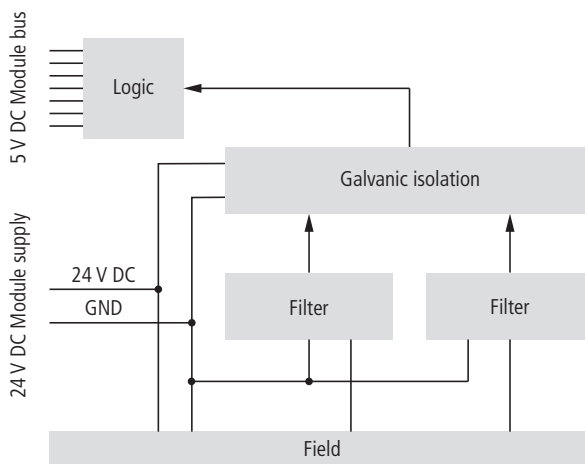 5 V DC Module bus
Logic
Galvanic isolation
24 V DC Module supply
24 V DC
GND
Filter
Filter
Field